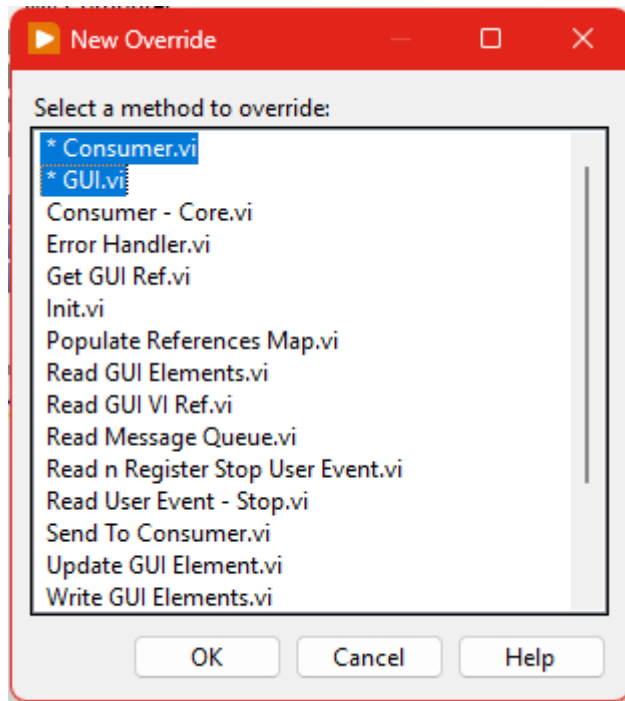 New Override
Select a method to override:
* Consumer.vi
* GUI.vi
Consumer - Core.vi
Error Handler.vi
Get GUI Ref.vi
Init.vi
Populate References Map.vi
Read GUI Elements.vi
Read GUI VI Ref.vi
Read Message Queue.vi
Read n Register Stop User Event.vi
Read User Event - Stop.vi
Send To Consumer.vi
Update GUI Element.vi
Write GUI Elements.vi
OK Cancel Help